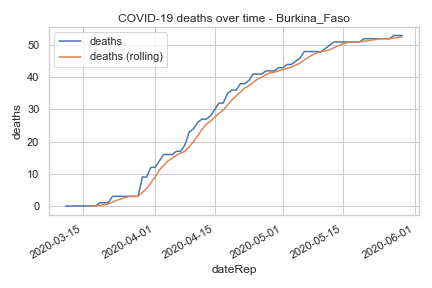 COVID-19 deaths over time - Burkina_Faso
deaths
deaths (rolling)
50
40
30
20
10
0
deaths
2020-03-15
2020-04-01
2020-04-15
2020-05-01
2020-05-15
2020-06-01
dateRep